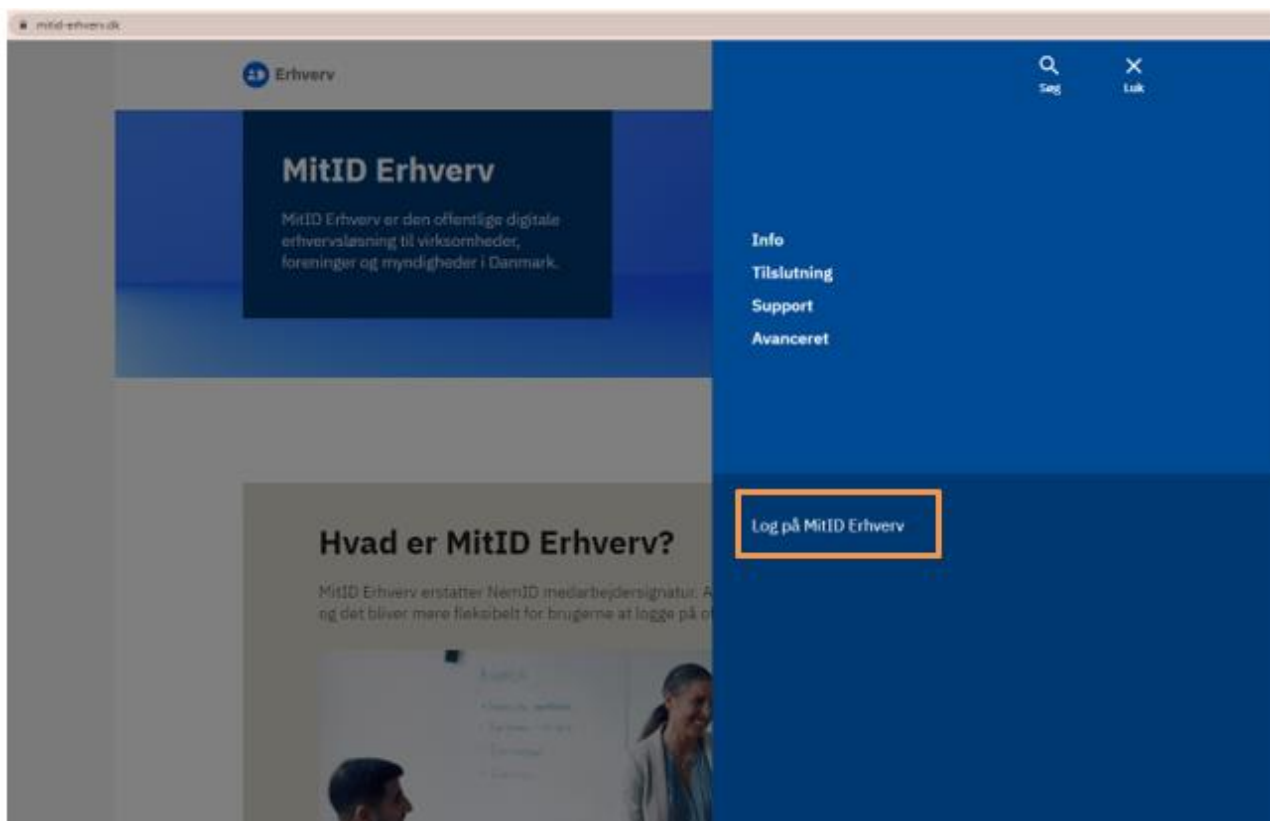 mitid-erhverv.dk
Erhverv
Søg
Luk
MitID Erhverv
MitID Erhverv er den offentlige digitale
erhvervsløsning til virksomheder,
foreninger og myndigheder i Danmark.
Info
Tilslutning
Support
Avanceret
Log på MitID Erhverv
Hvad er MitID Erhverv?
MitID Erhverv erstatter NemID medarbejdersignatur. A
og det bliver mere fleksibelt for brugerne at logge på of